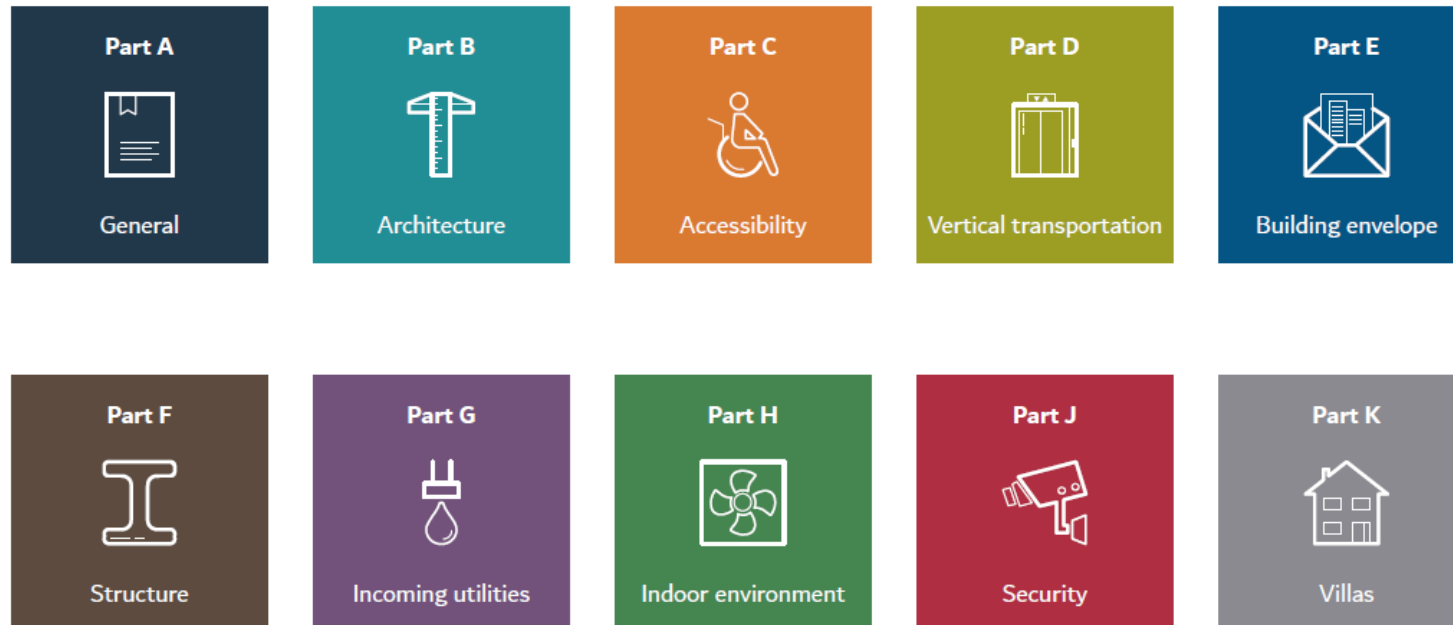 Part A
General
Part B
Architecture
Part C
Accessibility
Part D
Vertical transportation
Part E
Building envelope
Part F
Structure
Part G
Incoming utilities
Part H
Indoor environment
Part J
Security
Part K
Villas